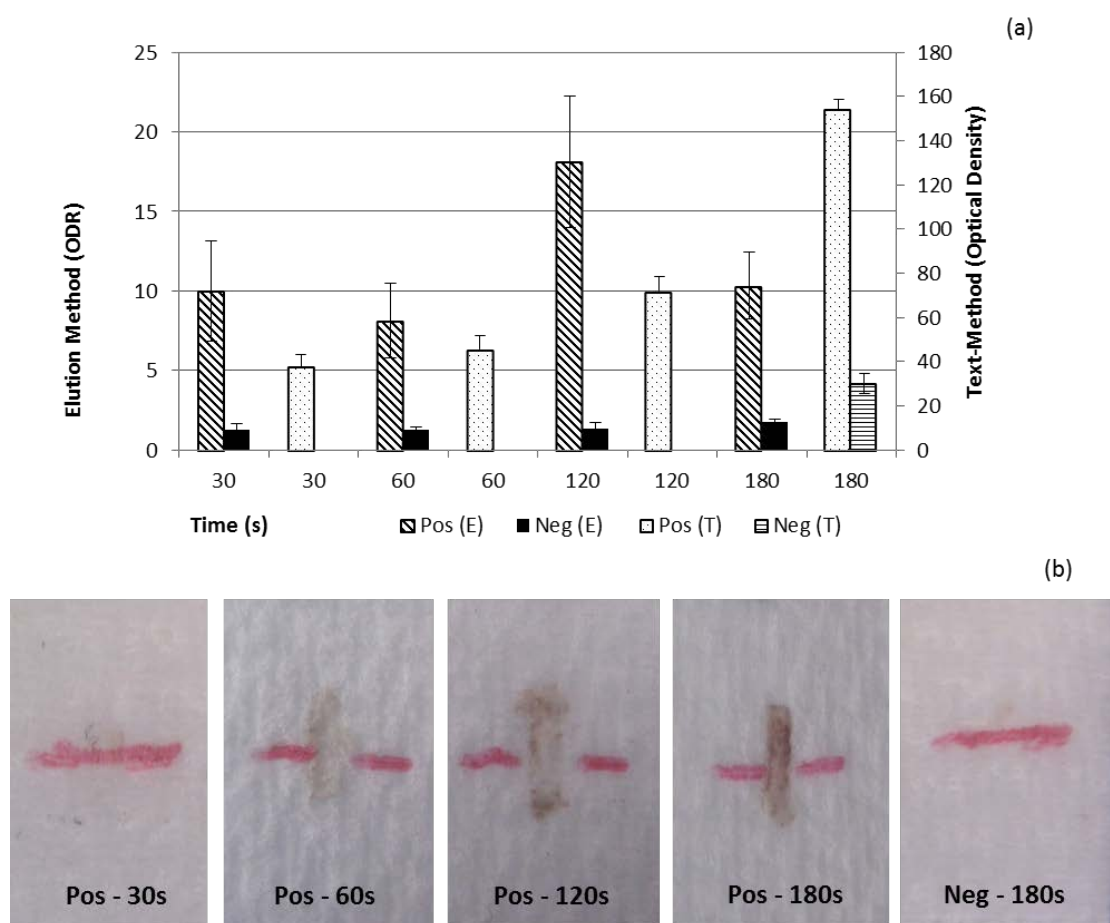 (a)
25
20
15
10
5
0
Elution Method (ODR)
180
160
140
120
100
80
60
40
20
0
Text-Method (Optical Density)
30 30 60 60 120 120 180 180
Time (s)
Pos (E) Neg (E) Pos (T) Neg (T)
(b)
Pos - 30s Pos - 60s Pos - 120s Pos - 180s Neg - 180s